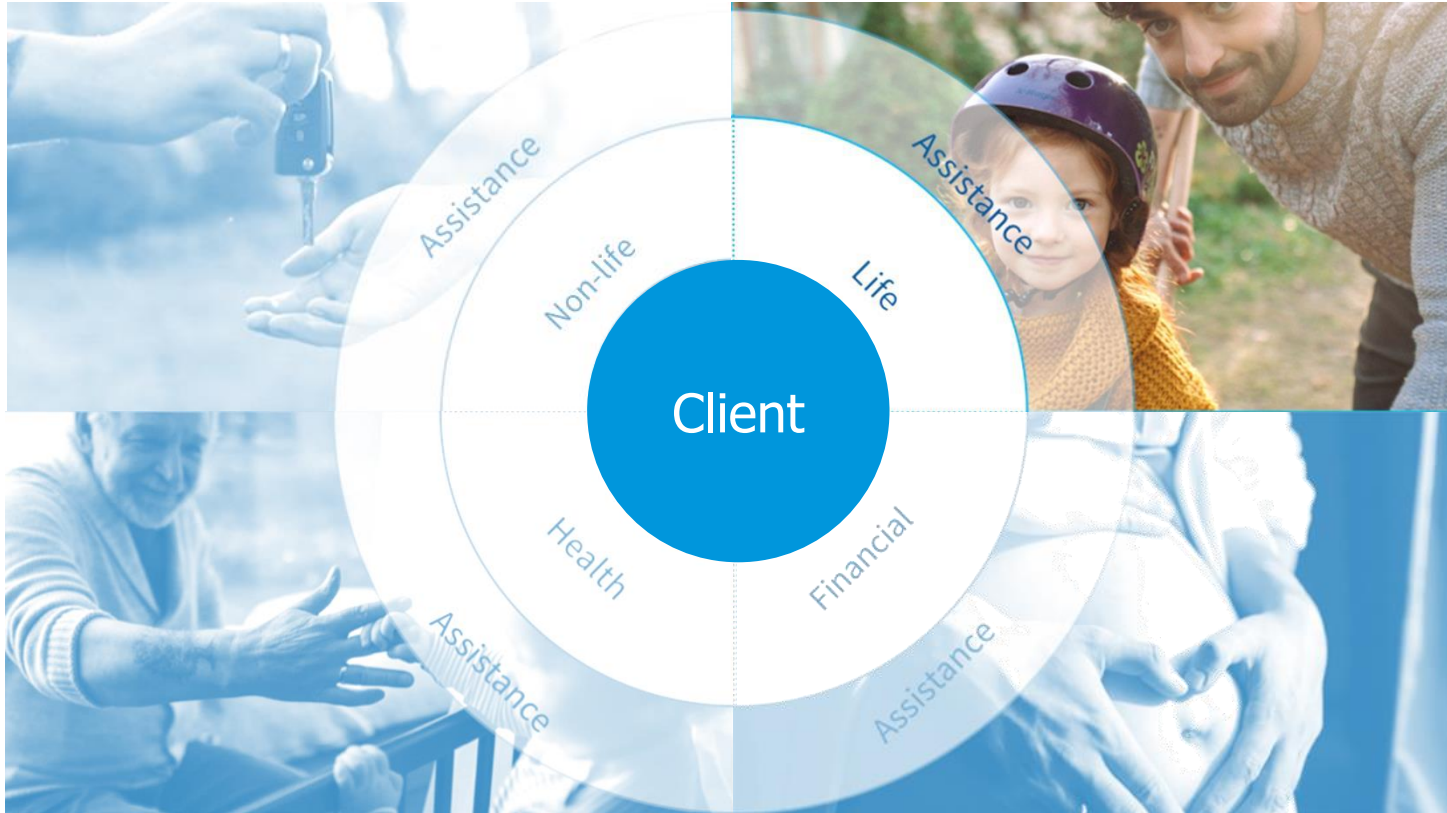 Assistance
Assistance
Non-life
Life
Client
Health
Financial
Assistance
Assistance